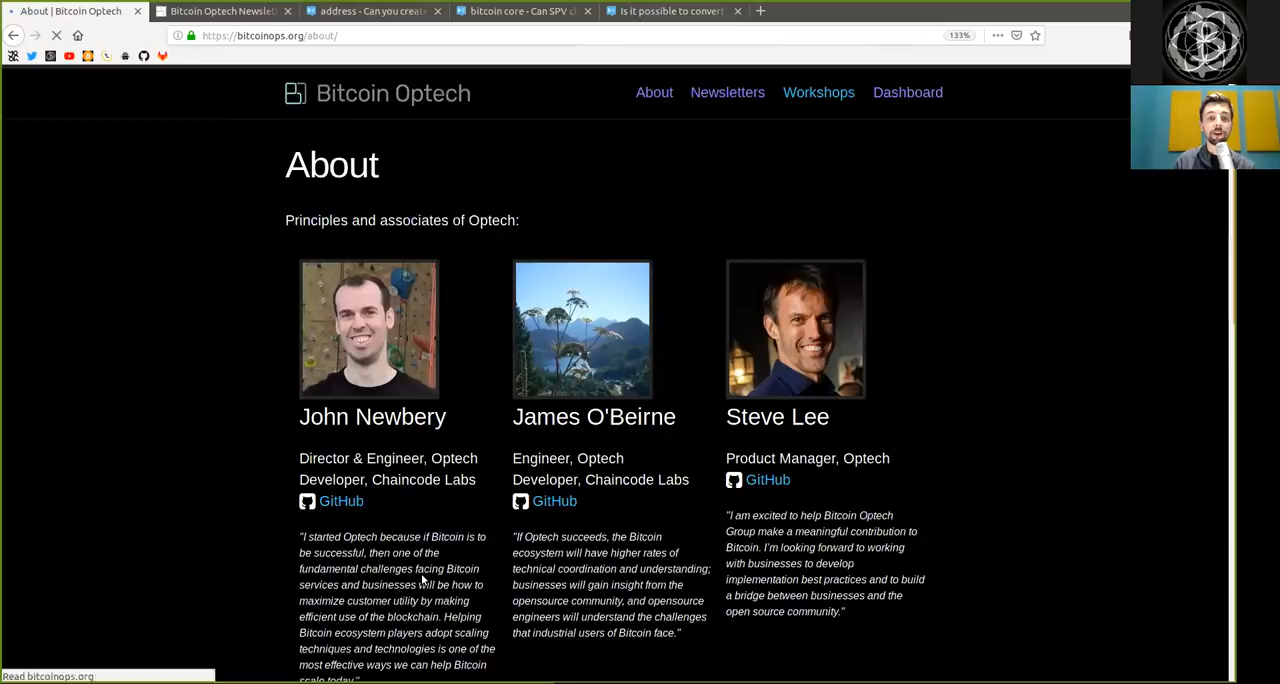 About | Bitcoin Optech
Bitcoin Optech Newslet
address - Can you create
bitcoin core - Can SPV cl
Is it possible to convert
https://bitcoinops.org/about/
133%
Bitcoin Optech
About
Newsletters
Workshops
Dashboard
About
Principles and associates of Optech:
John Newbery
Director & Engineer, Optech
Developer, Chaincode Labs
GitHub
"I started Optech because if Bitcoin is to
be successful, then one of the
fundamental challenges facing Bitcoin
services and businesses will be how to
maximize customer utility by making
efficient use of the blockchain. Helping
Bitcoin ecosystem players adopt scaling
techniques and technologies is one of the
most effective ways we can help Bitcoin
scale today."
James O'Beirne
Engineer, Optech
Developer, Chaincode Labs
GitHub
"If Optech succeeds, the Bitcoin
ecosystem will have higher rates of
technical coordination and understanding;
businesses will gain insight from the
opensource community, and opensource
engineers will understand the challenges
that industrial users of Bitcoin face."
Steve Lee
Product Manager, Optech
GitHub
"I am excited to help Bitcoin Optech
Group make a meaningful contribution to
Bitcoin. I'm looking forward to working
with businesses to develop
implementation best practices and to build
a bridge between businesses and the
open source community."
Read bitcoinops.org